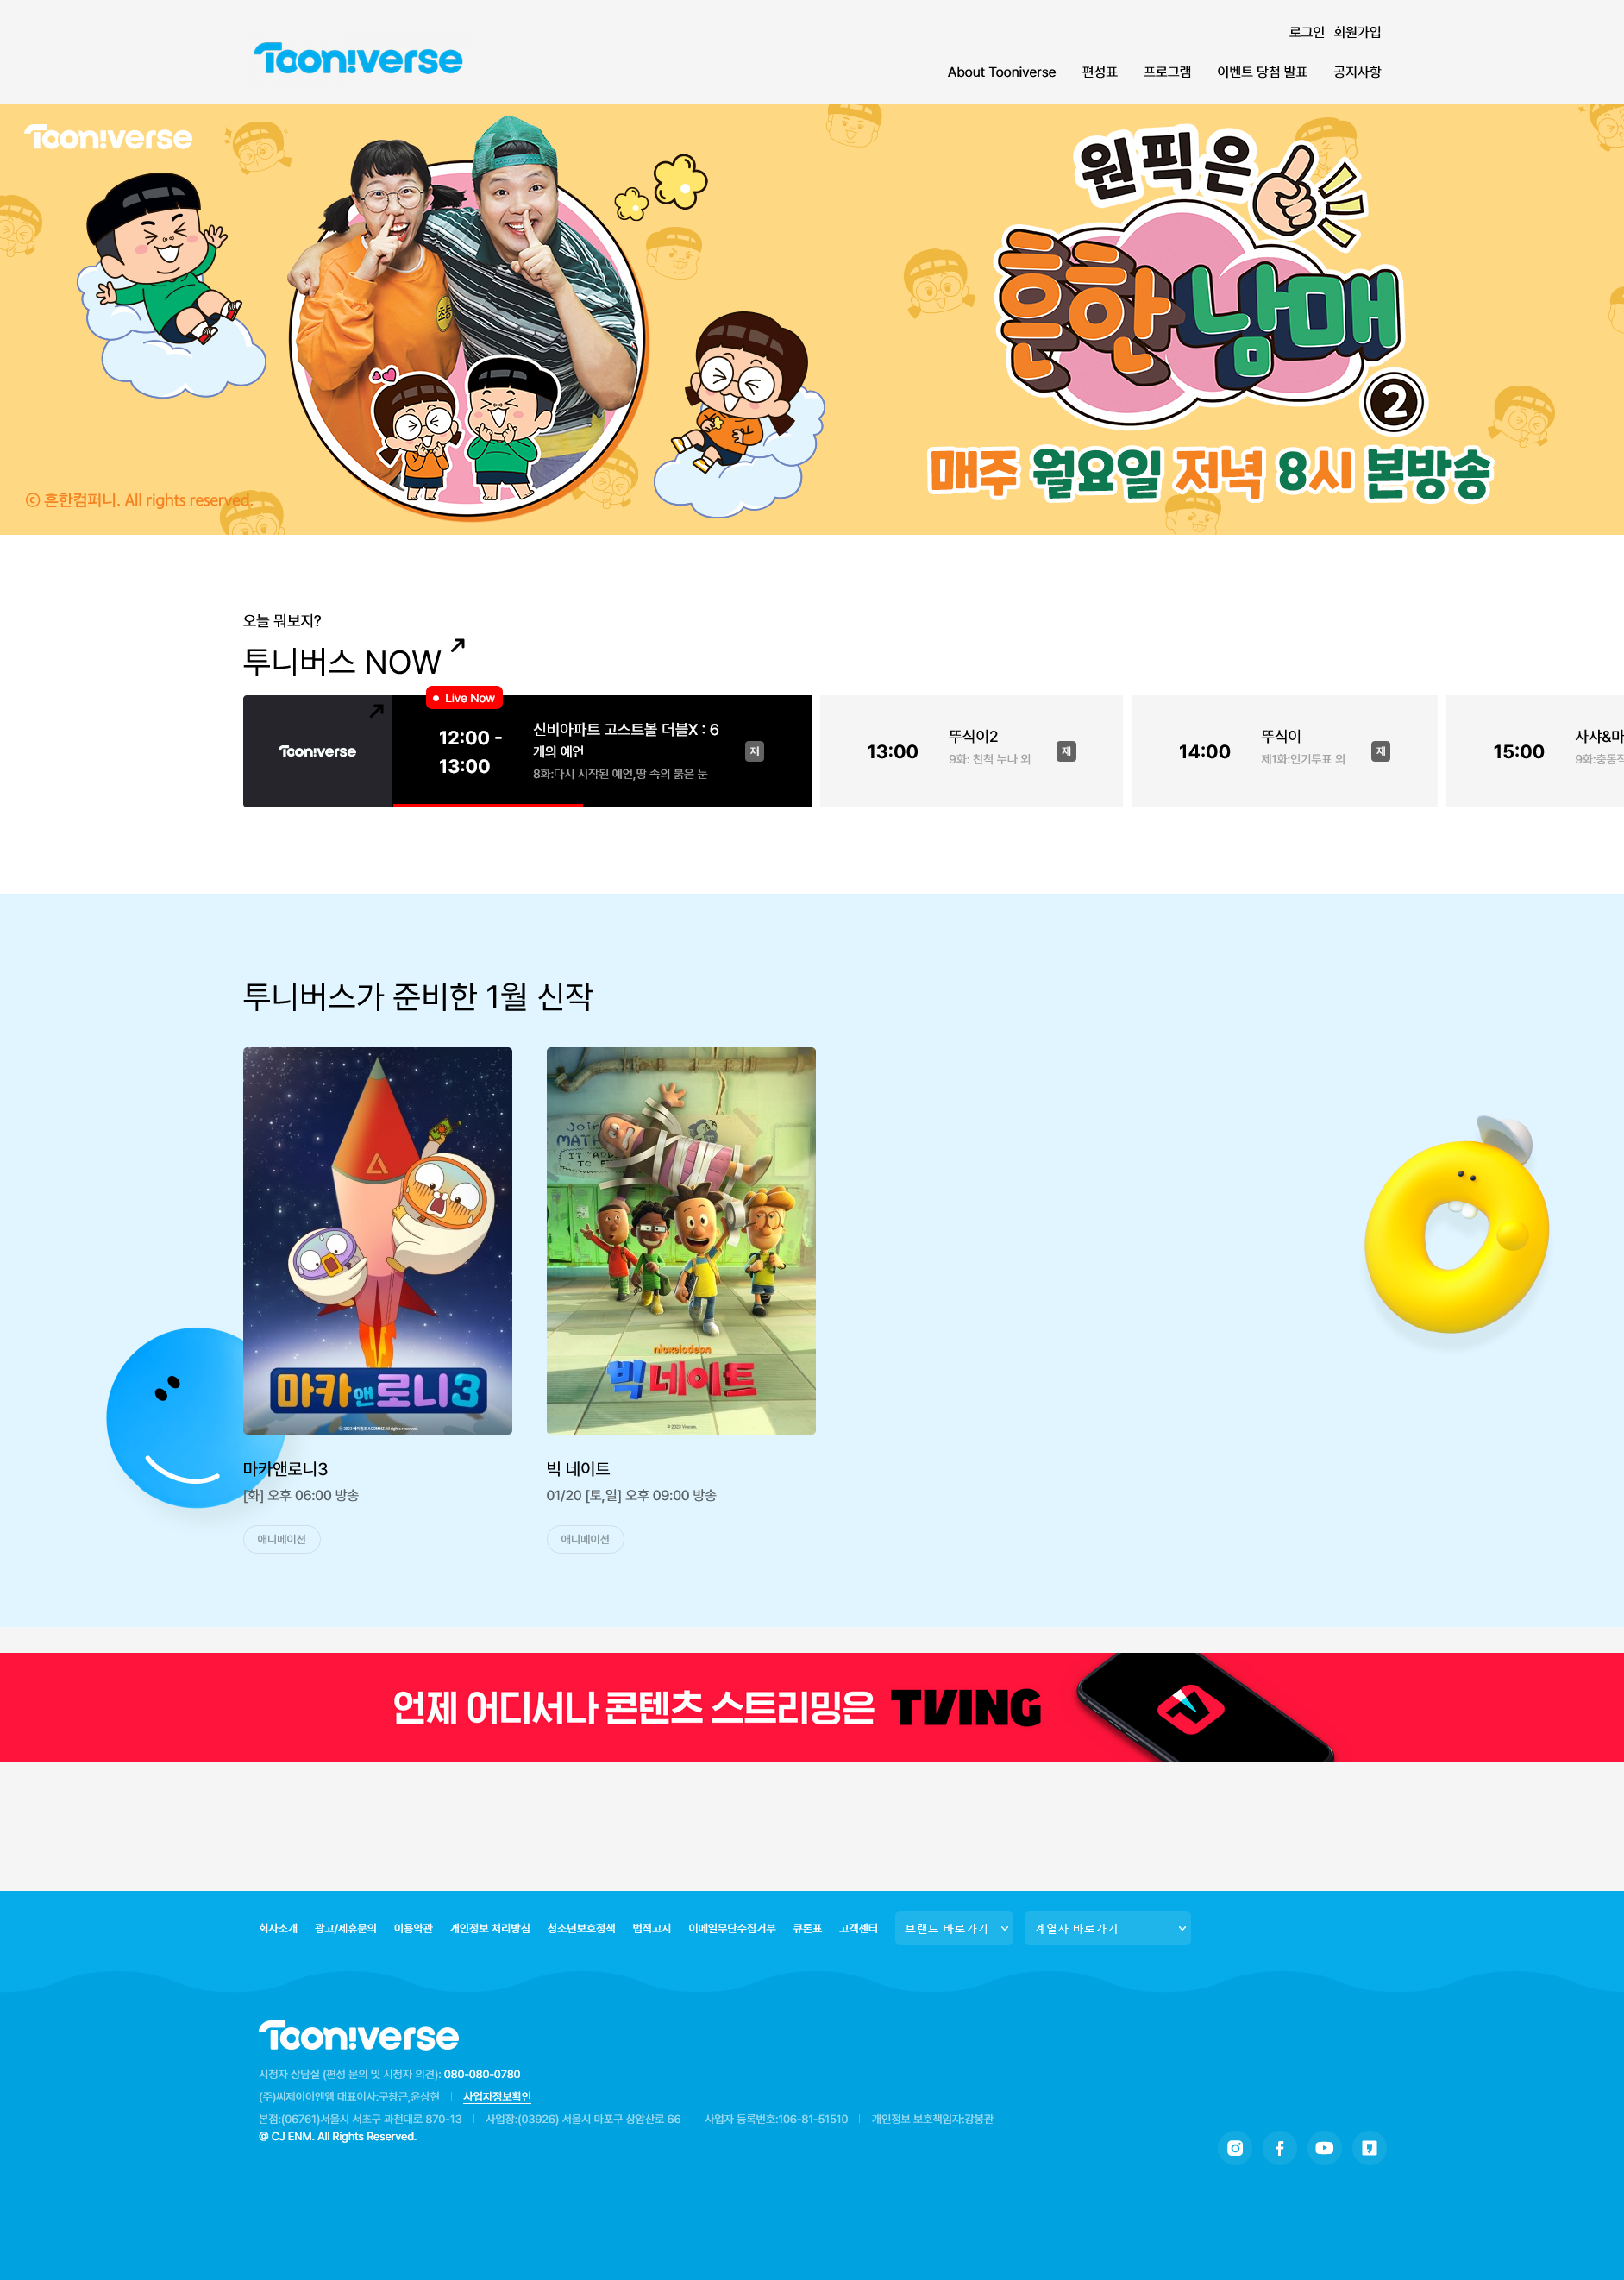 로그인 회원가입
Tooniverse
About Tooniverse 편성표 프로그램 이벤트 당첨 발표 공지사항
Tooniverse
원픽은
흔한남매
2
초등
매주 월요일 저녁 8시 본방송
ⓒ 흔한컴퍼니. All rights reserved.
오늘 뭐보지?
투니버스 NOW
Live Now
Tooniverse
12:00 -
13:00
신비아파트 고스트볼 더블X : 6
개의 예언
8화:다시 시작된 예언,땅 속의 붉은 눈
재
13:00
뚜식이2
9화: 친척 누나 외
재
14:00
뚜식이
제1화:인기투표 외
재
15:00
사샤&마
9화:충동적
투니버스가 준비한 1월 신작
마카앤로니3
JOIN
MATH
nickelodeon
빅 네이트
© 2023 Viacom.
마카앤로니3
[화] 오후 06:00 방송
애니메이션
빅 네이트
01/20 [토,일] 오후 09:00 방송
애니메이션
언제 어디서나 콘텐츠 스트리밍은 TVING
회사소개 광고/제휴문의 이용약관 개인정보 처리방침 청소년보호정책 법적고지 이메일무단수집거부 큐톤표 고객센터 브랜드 바로가기 계열사 바로가기
Tooniverse
시청자 상담실 (편성 문의 및 시청자 의견): 080-080-0780
(주)씨제이이엔엠 대표이사:구창근,윤상현 사업자정보확인
본점:(06761)서울시 서초구 과천대로 870-13 사업장:(03926) 서울시 마포구 상암산로 66 사업자 등록번호:106-81-51510 개인정보 보호책임자:강봉관
@ CJ ENM. All Rights Reserved.